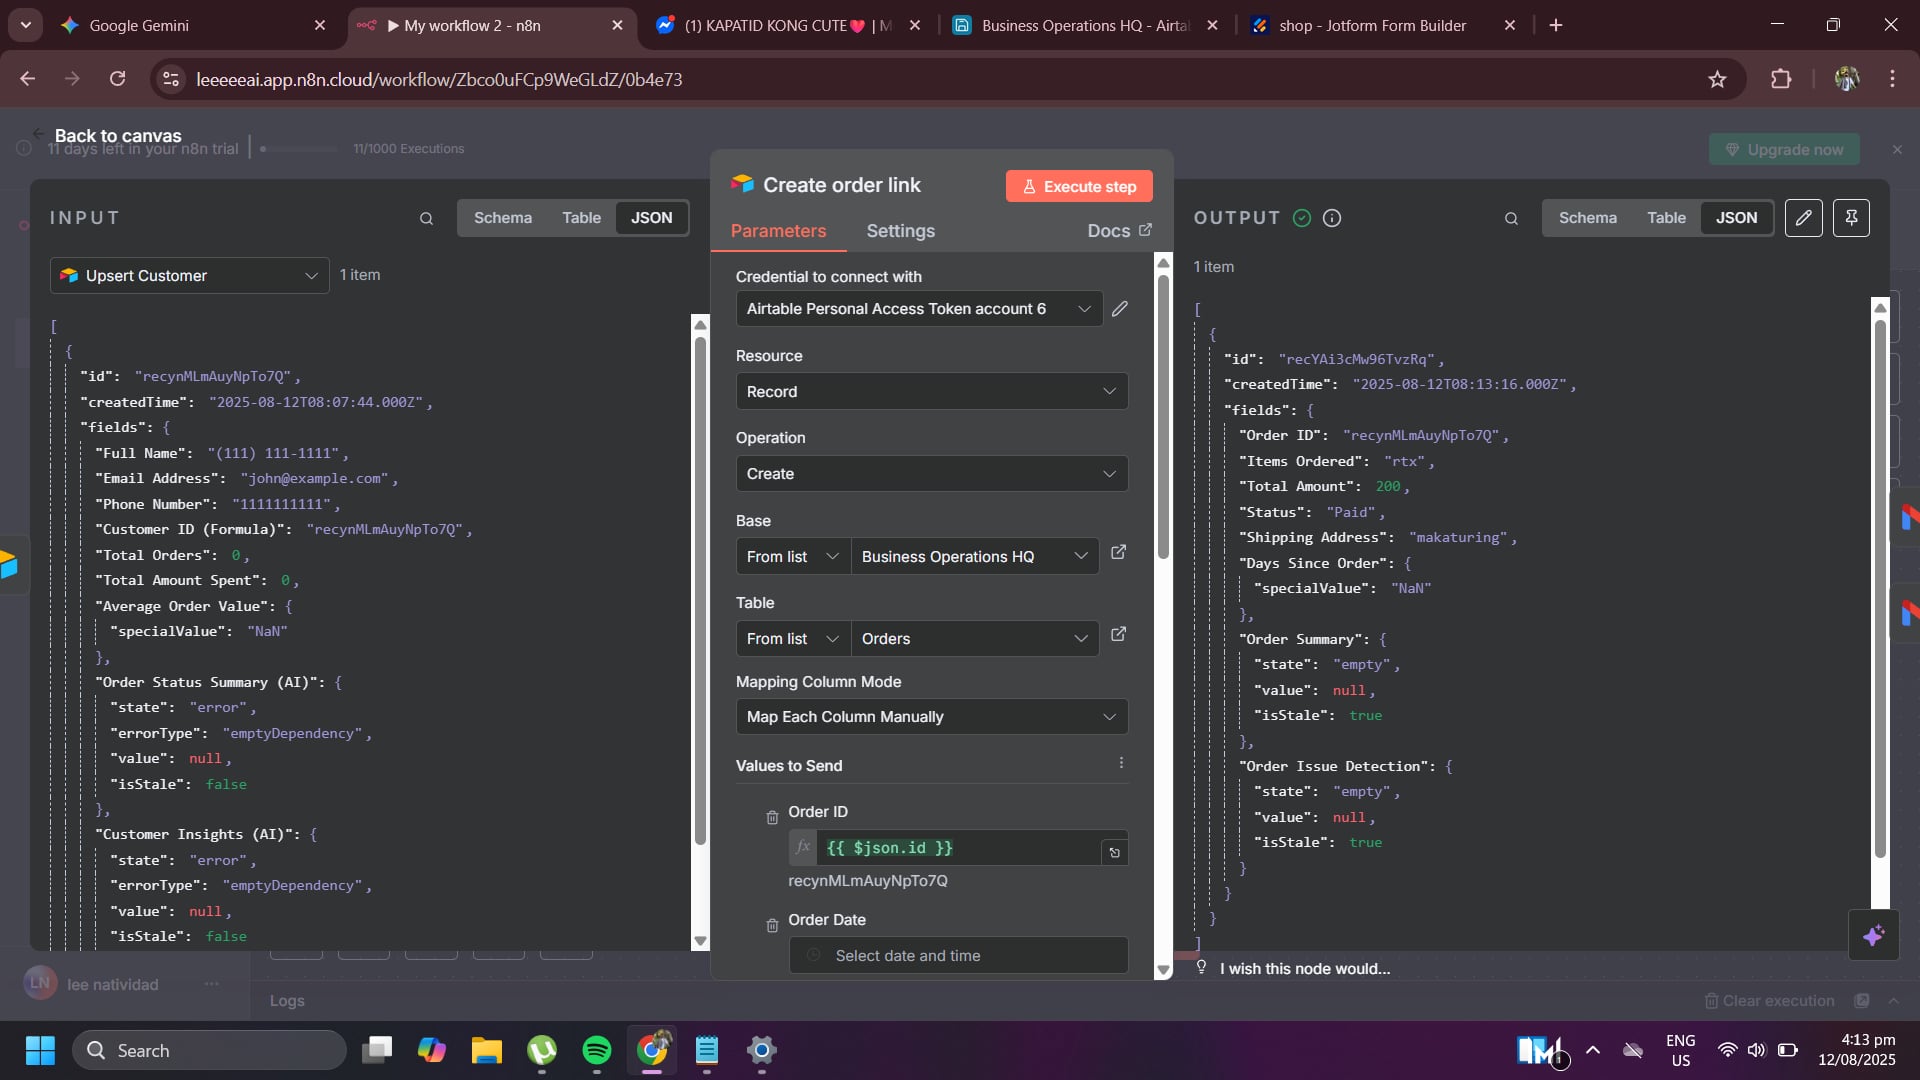 Google Gemini
My workflow 2 - n8n
(1) KAPATID KONG CUTE💗 | M
Business Operations HQ - Airta
shop - Jotform Form Builder
leeeeeai.app.n8n.cloud/workflow/Zbco0uFCp9WeGLdZ/0b4e73
Back to canvas
11 days left in your n8n trial
11/1000 Executions
Upgrade now
INPUT
Schema
Table
JSON
Upsert Customer
1 item
[
{
"id": "recynMLmAuyNpTo7Q",
"createdTime": "2025-08-12T08:07:44.000Z",
"fields": {
"Full Name": "(111) 111-1111",
"Email Address": "john@example.com",
"Phone Number": "1111111111",
"Customer ID (Formula)": "recynMLmAuyNpTo7Q",
"Total Orders": 0,
"Total Amount Spent": 0,
"Average Order Value": {
"specialValue": "NaN"
},
"Order Status Summary (AI)": {
"state": "error",
"errorType": "emptyDependency",
"value": null,
"isStale": false
},
"Customer Insights (AI)": {
"state": "error",
"errorType": "emptyDependency",
"value": null,
"isStale": false
Create order link
Execute step
Parameters
Settings
Docs
Credential to connect with
Airtable Personal Access Token account 6
Resource
Record
Operation
Create
Base
From list
Business Operations HQ
Table
From list
Orders
Mapping Column Mode
Map Each Column Manually
Values to Send
Order ID
fx
{{ $json.id }}
recynMLmAuyNpTo7Q
Order Date
Select date and time
OUTPUT
Schema
Table
JSON
1 item
[
{
"id": "recYAi3cMw96TvzRq",
"createdTime": "2025-08-12T08:13:16.000Z",
"fields": {
"Order ID": "recynMLmAuyNpTo7Q",
"Items Ordered": "rtx",
"Total Amount": 200,
"Status": "Paid",
"Shipping Address": "makaturing",
"Days Since Order": {
"specialValue": "NaN"
},
"Order Summary": {
"state": "empty",
"value": null,
"isStale": true
},
"Order Issue Detection": {
"state": "empty",
"value": null,
"isStale": true
}
}
}
]
I wish this node would...
LN
lee natividad
Logs
Clear execution
Search
1
ENG
US
4:13 pm
12/08/2025